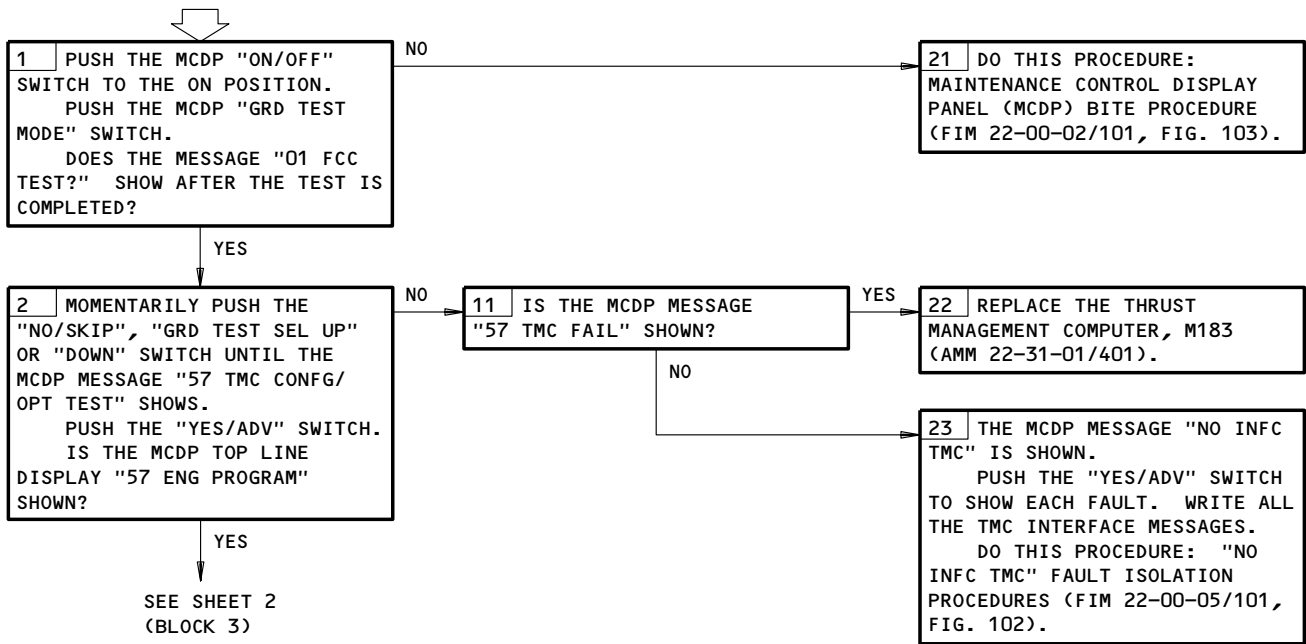 1 PUSH THE MCDP "ON/OFF"
SWITCH TO THE ON POSITION.
PUSH THE MCDP "GRD TEST
MODE" SWITCH.
DOES THE MESSAGE "01 FCC
TEST?" SHOW AFTER THE TEST IS
COMPLETED?
NO
21 DO THIS PROCEDURE:
MAINTENANCE CONTROL DISPLAY
PANEL (MCDP) BITE PROCEDURE
(FIM 22-00-02/101, FIG. 103).
YES
2 MOMENTARILY PUSH THE
"NO/SKIP", "GRD TEST SEL UP"
OR "DOWN" SWITCH UNTIL THE
MCDP MESSAGE "57 TMC CONFG/
OPT TEST" SHOWS.
PUSH THE "YES/ADV" SWITCH.
IS THE MCDP TOP LINE
DISPLAY "57 ENG PROGRAM"
SHOWN?
NO
11 IS THE MCDP MESSAGE
"57 TMC FAIL" SHOWN?
YES
22 REPLACE THE THRUST
MANAGEMENT COMPUTER, M183
(AMM 22-31-01/401).
NO
23 THE MCDP MESSAGE "NO INFC
TMC" IS SHOWN.
PUSH THE "YES/ADV" SWITCH
TO SHOW EACH FAULT. WRITE ALL
THE TMC INTERFACE MESSAGES.
DO THIS PROCEDURE: "NO
INFC TMC" FAULT ISOLATION
PROCEDURES (FIM 22-00-05/101,
FIG. 102).
YES
SEE SHEET 2
(BLOCK 3)